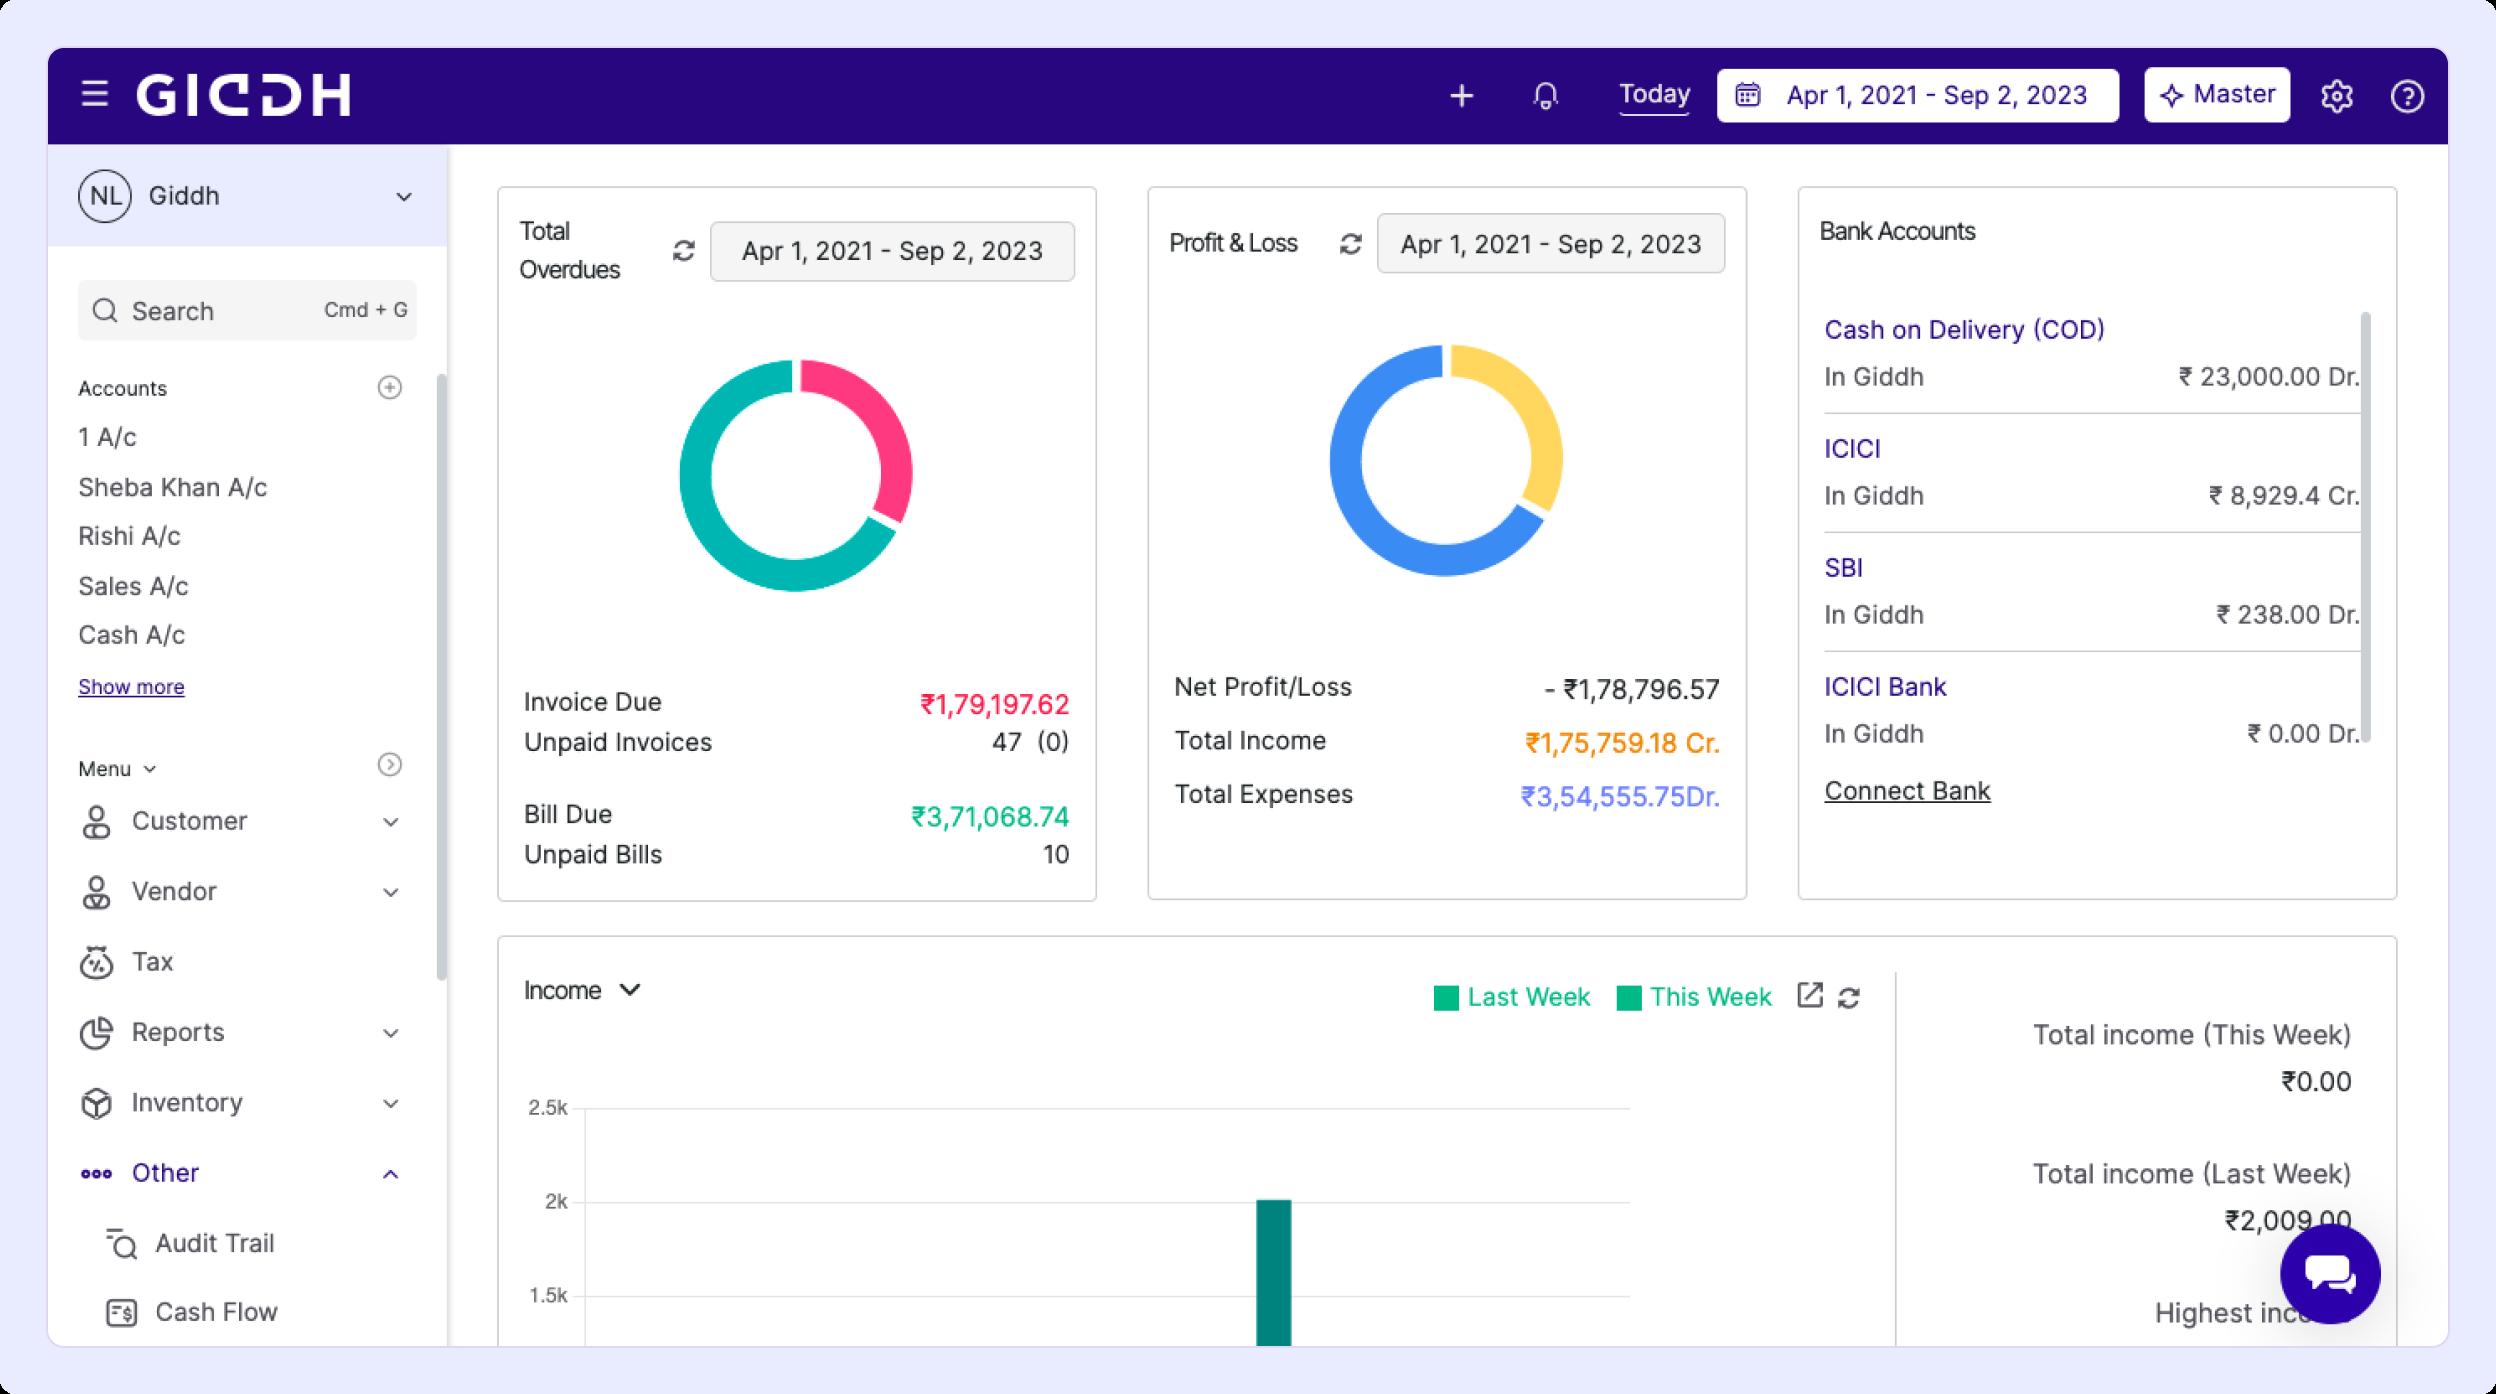 GIDDH
Today
Apr 1, 2021 - Sep 2, 2023
Master
NL
Giddh
Search
Cmd + G
Accounts
1 A/c
Sheba Khan A/c
Rishi A/c
Sales A/c
Cash A/c
Show more
Menu
Customer
Vendor
Tax
Reports
Inventory
Other
Audit Trail
Cash Flow
Total
Overdues
Apr 1, 2021 - Sep 2, 2023
Invoice Due ₹1,79,197.62
Unpaid Invoices 47 (0)
Bill Due ₹3,71,068.74
Unpaid Bills 10
Profit & Loss
Apr 1, 2021 - Sep 2, 2023
Net Profit/Loss - ₹1,78,796.57
Total Income ₹1,75,759.18 Cr.
Total Expenses ₹3,54,555.75Dr.
Bank Accounts
Cash on Delivery (COD)
In Giddh ₹ 23,000.00 Dr.
ICICI
In Giddh ₹ 8,929.4 Cr.
SBI
In Giddh ₹ 238.00 Dr.
ICICI Bank
In Giddh ₹ 0.00 Dr.
Connect Bank
Income
Last Week This Week
2.5k
2k
1.5k
Total income (This Week)
₹0.00
Total income (Last Week)
₹2,009.00
Highest